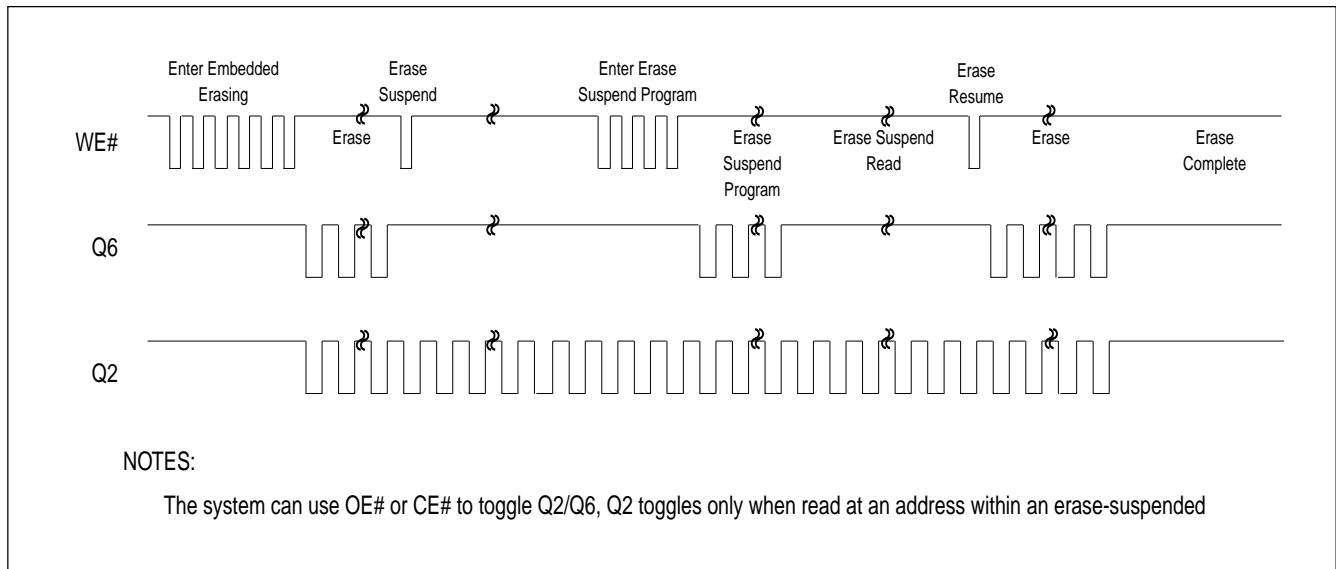 Enter Embedded
Erasing
Erase
Suspend
Enter Erase
Suspend Program
Erase
Resume
WE#
Erase
Erase
Suspend
Program
Erase Suspend
Read
Erase
Erase
Complete
Q6
Q2
NOTES:
The system can use OE# or CE# to toggle Q2/Q6, Q2 toggles only when read at an address within an erase-suspended